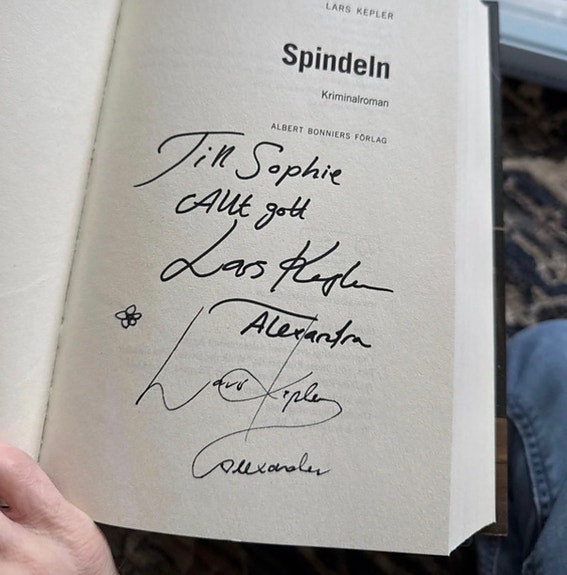 LARS KEPLER
Spindeln
Kriminalroman
ALBERT BONNIERS FÖRLAG
Till Sophie
Allt gott
Lars Kepler
Alexandra
Lars Kepler
Alexander